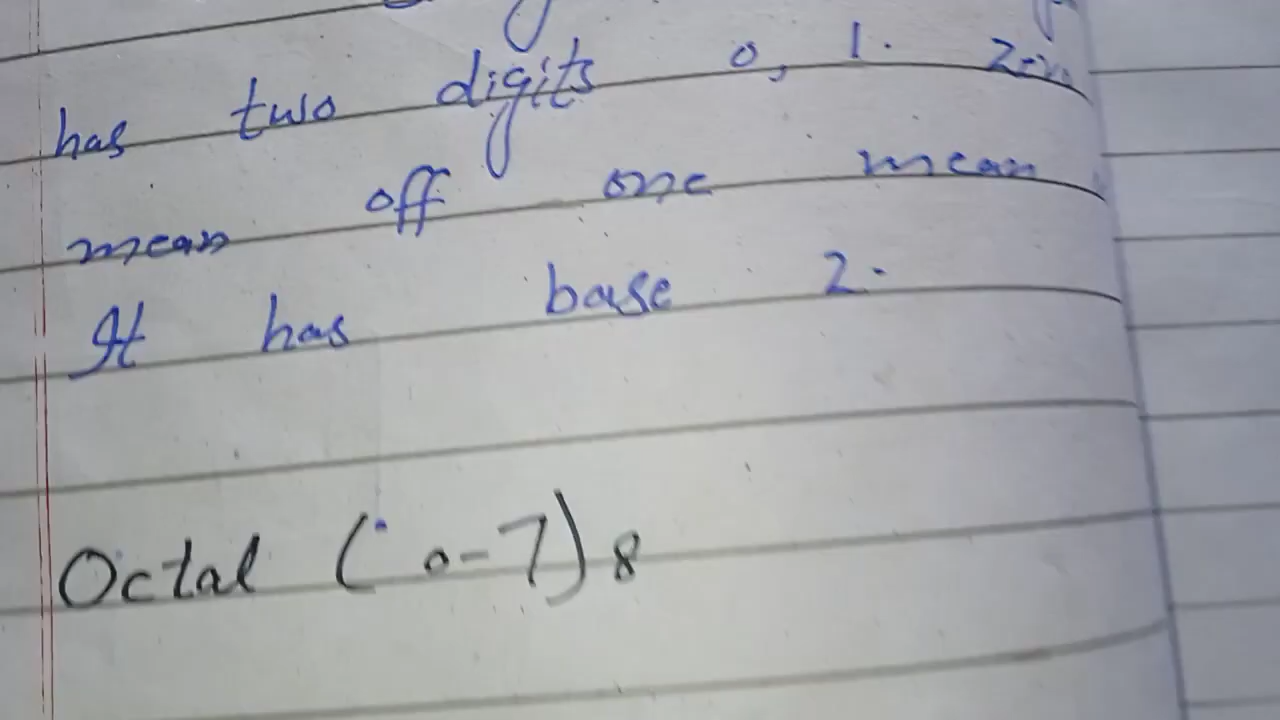 has two digits 0, 1. Zero
mean off one mean
It has base 2.
Octal (0-7)8